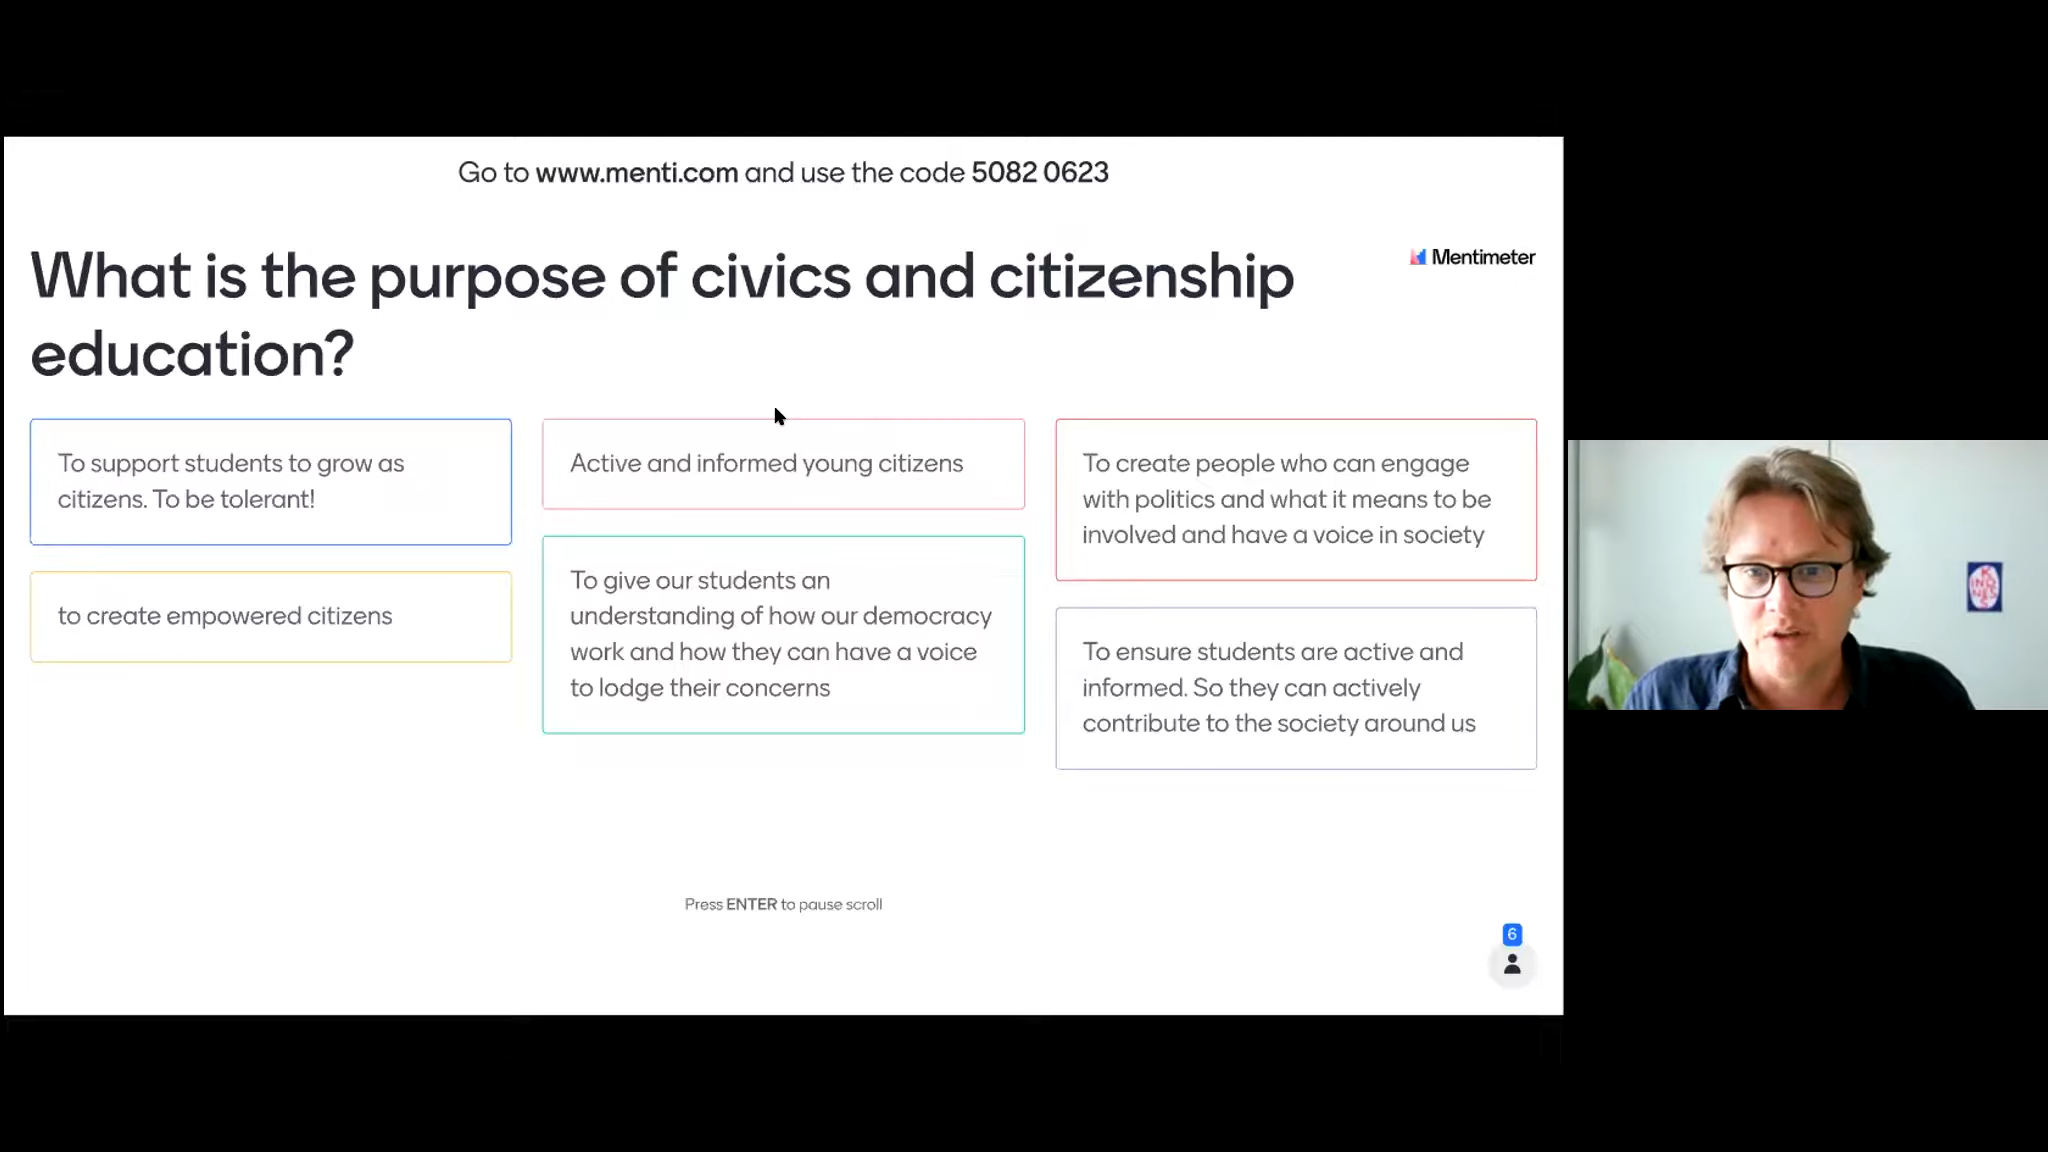 Go to www.menti.com and use the code 5082 0623
What is the purpose of civics and citizenship
education?
Mentimeter
To support students to grow as
citizens. To be tolerant!
to create empowered citizens
Active and informed young citizens
To give our students an
understanding of how our democracy
work and how they can have a voice
to lodge their concerns
To create people who can engage
with politics and what it means to be
involved and have a voice in society
To ensure students are active and
informed. So they can actively
contribute to the society around us
Press ENTER to pause scroll
6